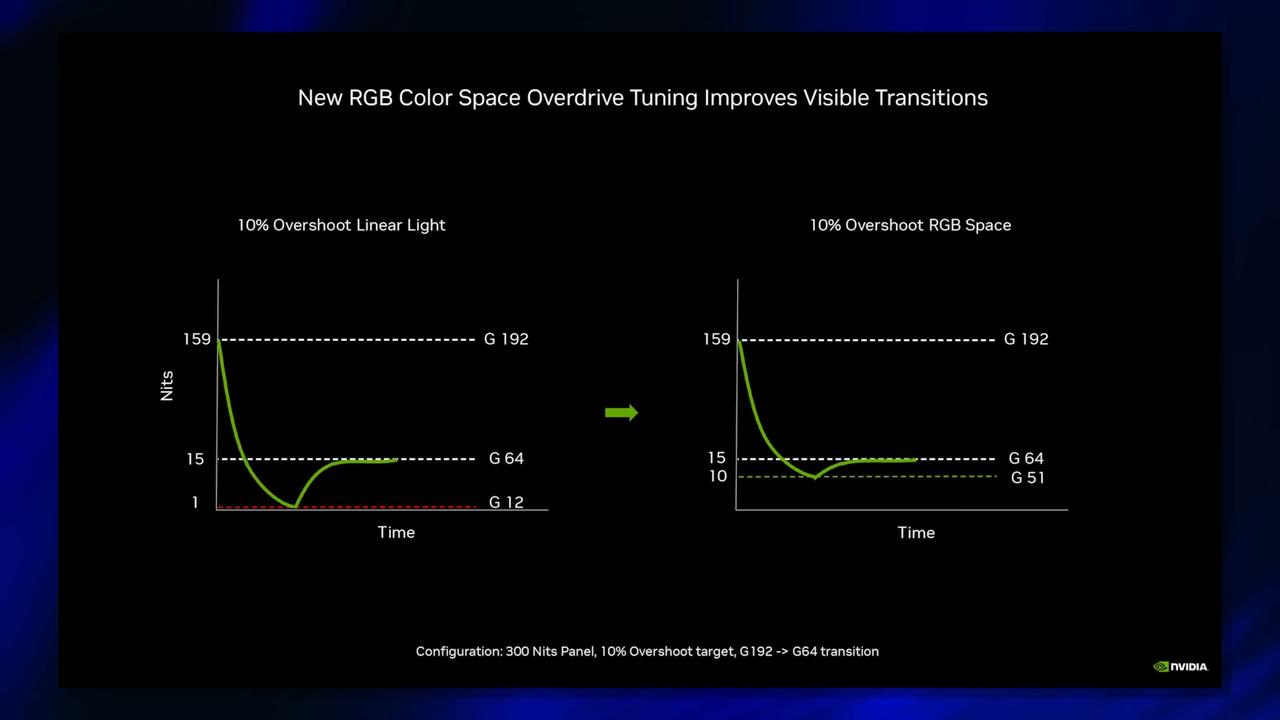 New RGB Color Space Overdrive Tuning Improves Visible Transitions
10% Overshoot Linear Light
159
G 192
Nits
15
G 64
1
G 12
Time
10% Overshoot RGB Space
159
G 192
15
G 64
10
G 51
Time
Configuration: 300 Nits Panel, 10% Overshoot target, G192 -> G64 transition
NVIDIA